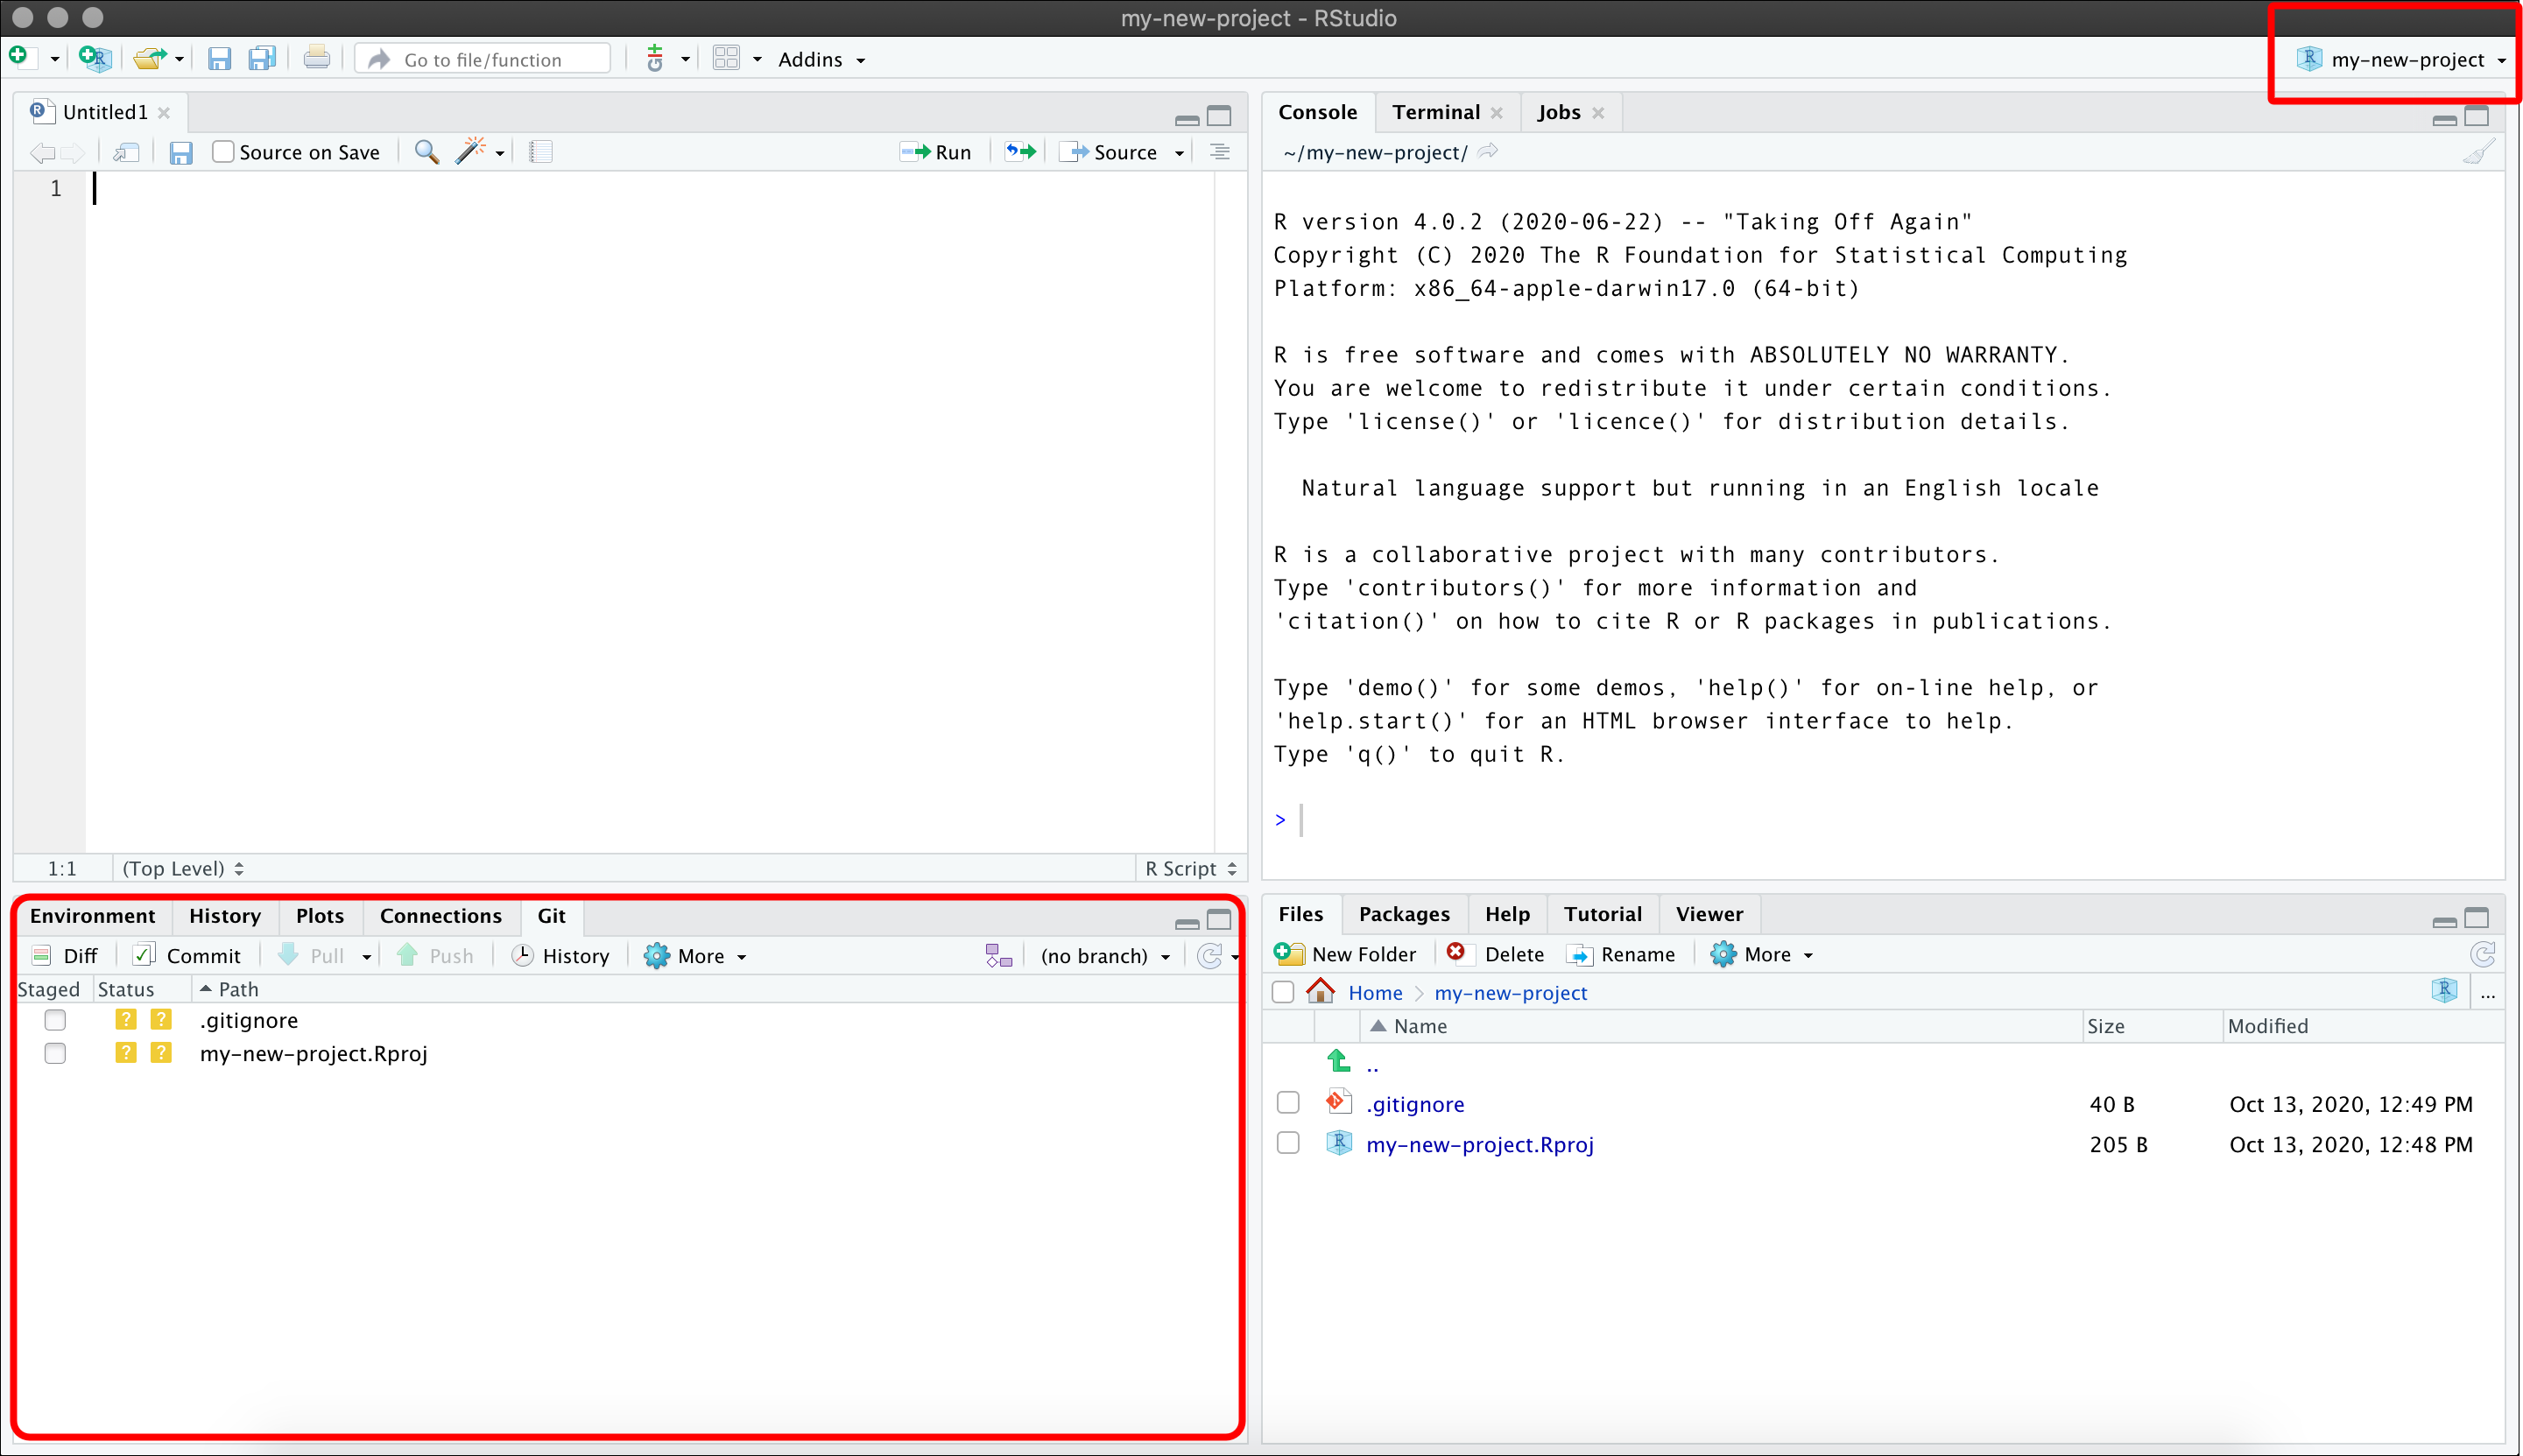 my-new-project - RStudio
Go to file/function
Git
Addins
my-new-project
Untitled1
Source on Save
Run
Source
1
1:1
(Top Level)
R Script
Console
Terminal
Jobs
~/my-new-project/
R version 4.0.2 (2020-06-22) -- "Taking Off Again"
Copyright (C) 2020 The R Foundation for Statistical Computing
Platform: x86_64-apple-darwin17.0 (64-bit)
R is free software and comes with ABSOLUTELY NO WARRANTY.
You are welcome to redistribute it under certain conditions.
Type 'license()' or 'licence()' for distribution details.
Natural language support but running in an English locale
R is a collaborative project with many contributors.
Type 'contributors()' for more information and
'citation()' on how to cite R or R packages in publications.
Type 'demo()' for some demos, 'help()' for on-line help, or
'help.start()' for an HTML browser interface to help.
Type 'q()' to quit R.
>
Environment History Plots Connections Git
Diff Commit Pull Push History More (no branch)
Staged Status Path
? ? .gitignore
? ? my-new-project.Rproj
Files Packages Help Tutorial Viewer
New Folder Delete Rename More
Home my-new-project ...
Name Size Modified
..
.gitignore 40 B Oct 13, 2020, 12:49 PM
my-new-project.Rproj 205 B Oct 13, 2020, 12:48 PM